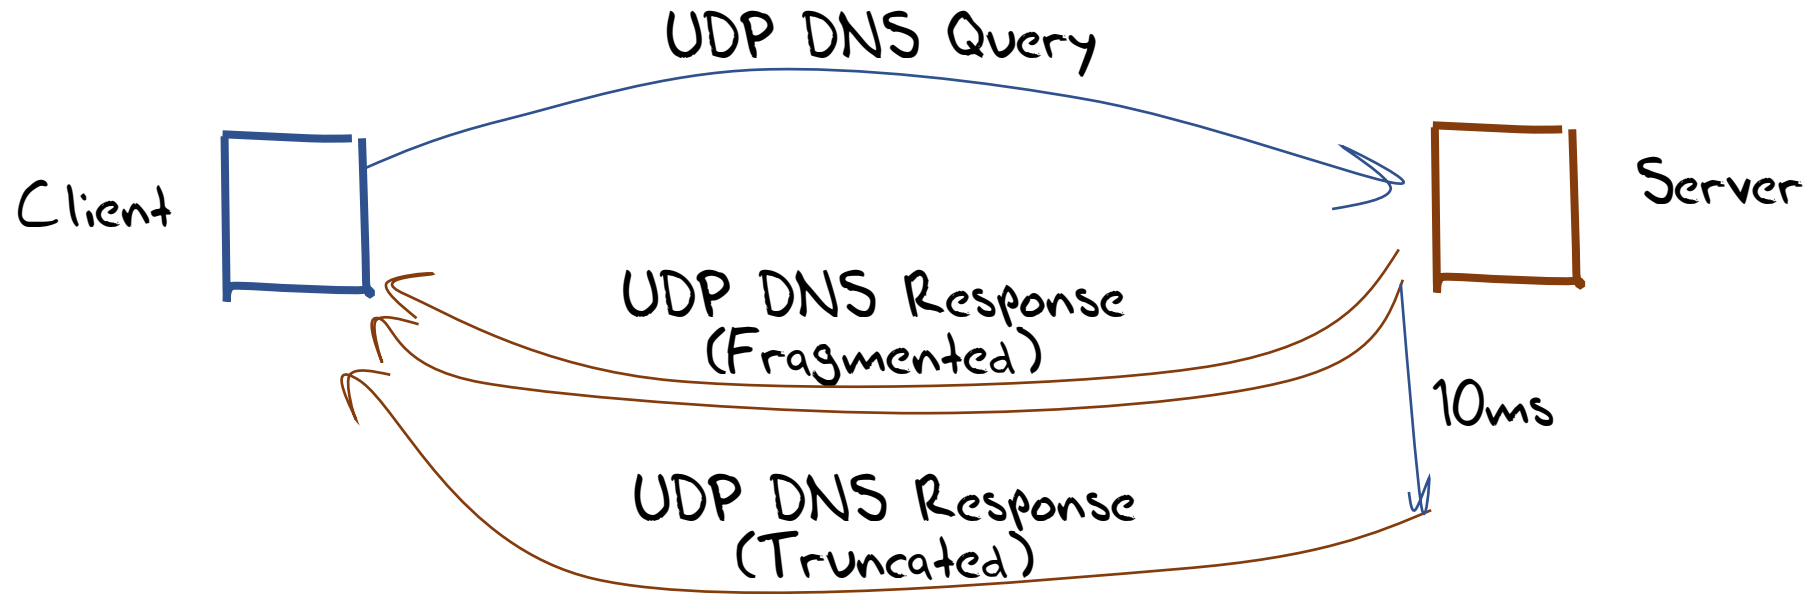 UDP DNS Query
Client
Server
UDP DNS Response
(Fragmented)
10ms
UDP DNS Response
(Truncated)